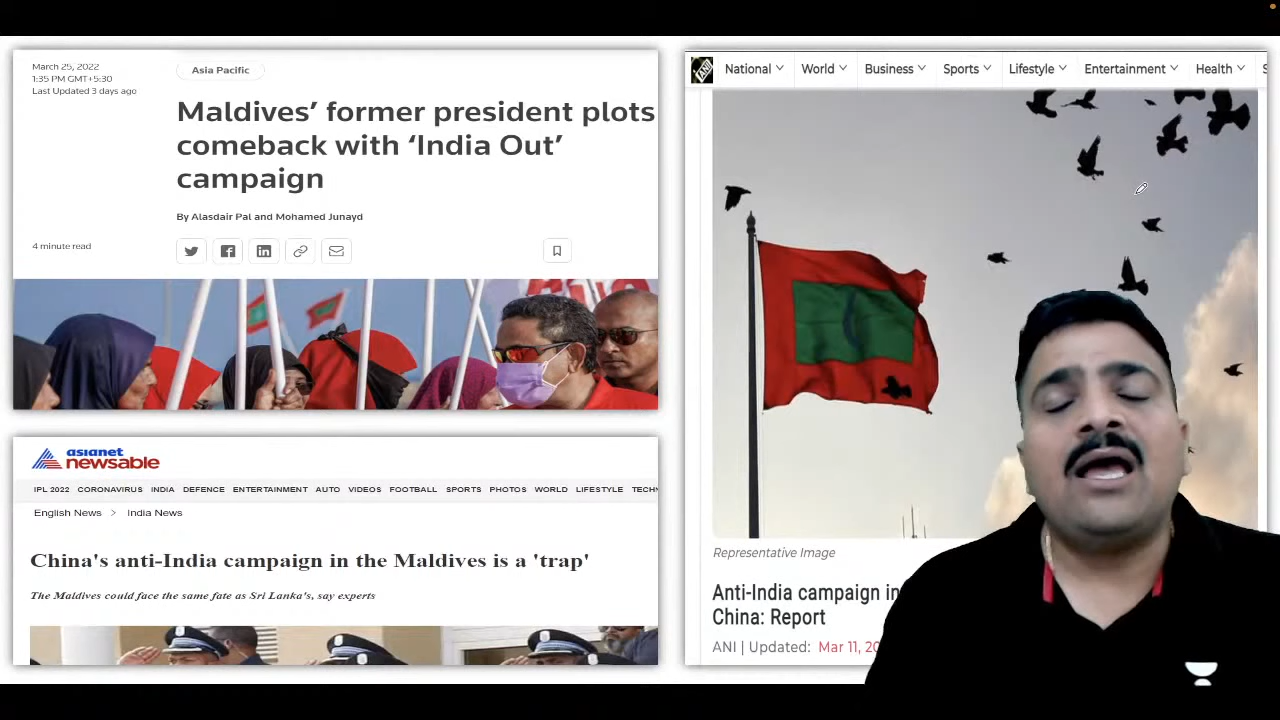 March 25, 2022
1:35 PM GMT+5:30
Last Updated 3 days ago
Asia Pacific
Maldives’ former president plots
comeback with ‘India Out’
campaign
By Alasdair Pal and Mohamed Junayd
4 minute read
asianet
newsable
IPL 2022 CORONAVIRUS INDIA DEFENCE ENTERTAINMENT AUTO VIDEOS FOOTBALL SPORTS PHOTOS WORLD LIFESTYLE TECH
English News > India News
China's anti-India campaign in the Maldives is a 'trap'
The Maldives could face the same fate as Sri Lanka's, say experts
ANI National World Business Sports Lifestyle Entertainment Health S
Representative Image
Anti-India campaign in
China: Report
ANI | Updated: Mar 11, 20